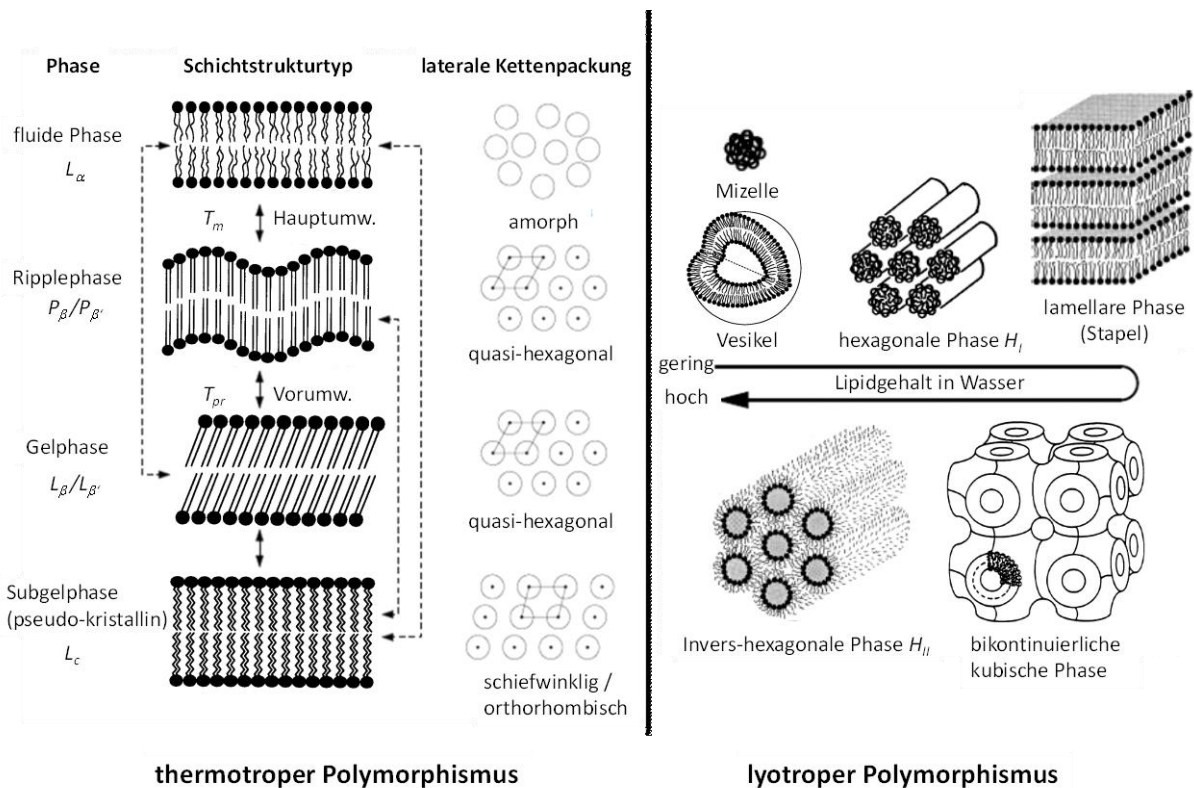 Phase
Schichtstrukturtyp
laterale Kettenpackung
fluide Phase
Lα
amorph
Tm
Hauptumw.
Ripplephase
Pβ/Pβ'
quasi-hexagonal
Tpr
Vorumw.
Gelphase
Lβ/Lβ'
quasi-hexagonal
Subgelphase
(pseudo-kristallin)
Lc
schiefwinklig /
orthorhombisch
thermotroper Polymorphismus
Mizelle
Vesikel
hexagonale Phase HI
lamellare Phase
(Stapel)
gering
Lipidgehalt in Wasser
hoch
Invers-hexagonale Phase HII
bikontinuierliche
kubische Phase
lyotroper Polymorphismus